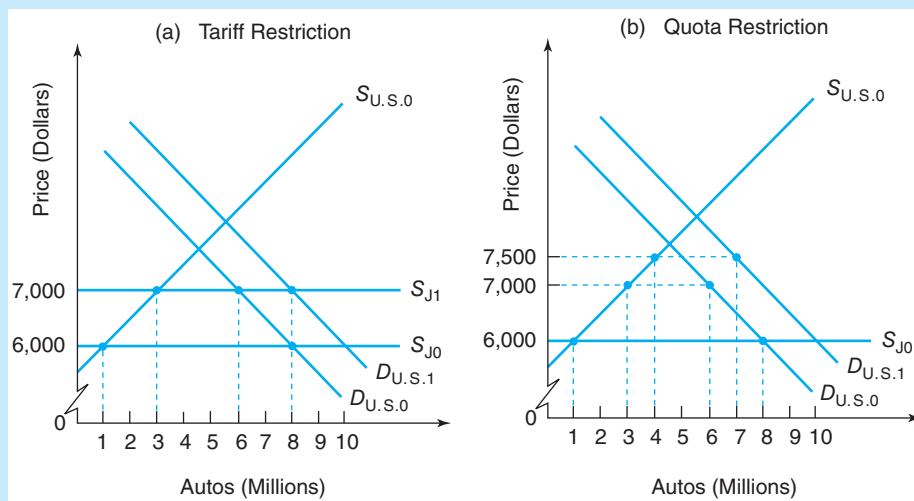 (a) Tariff Restriction
Price (Dollars)
S U.S.0
7,000
S J1
6,000
S J0
D U.S.1
D U.S.0
0
1 2 3 4 5 6 7 8 9 10
Autos (Millions)
(b) Quota Restriction
Price (Dollars)
S U.S.0
7,500
7,000
6,000
S J0
D U.S.1
D U.S.0
0
1 2 3 4 5 6 7 8 9 10
Autos (Millions)